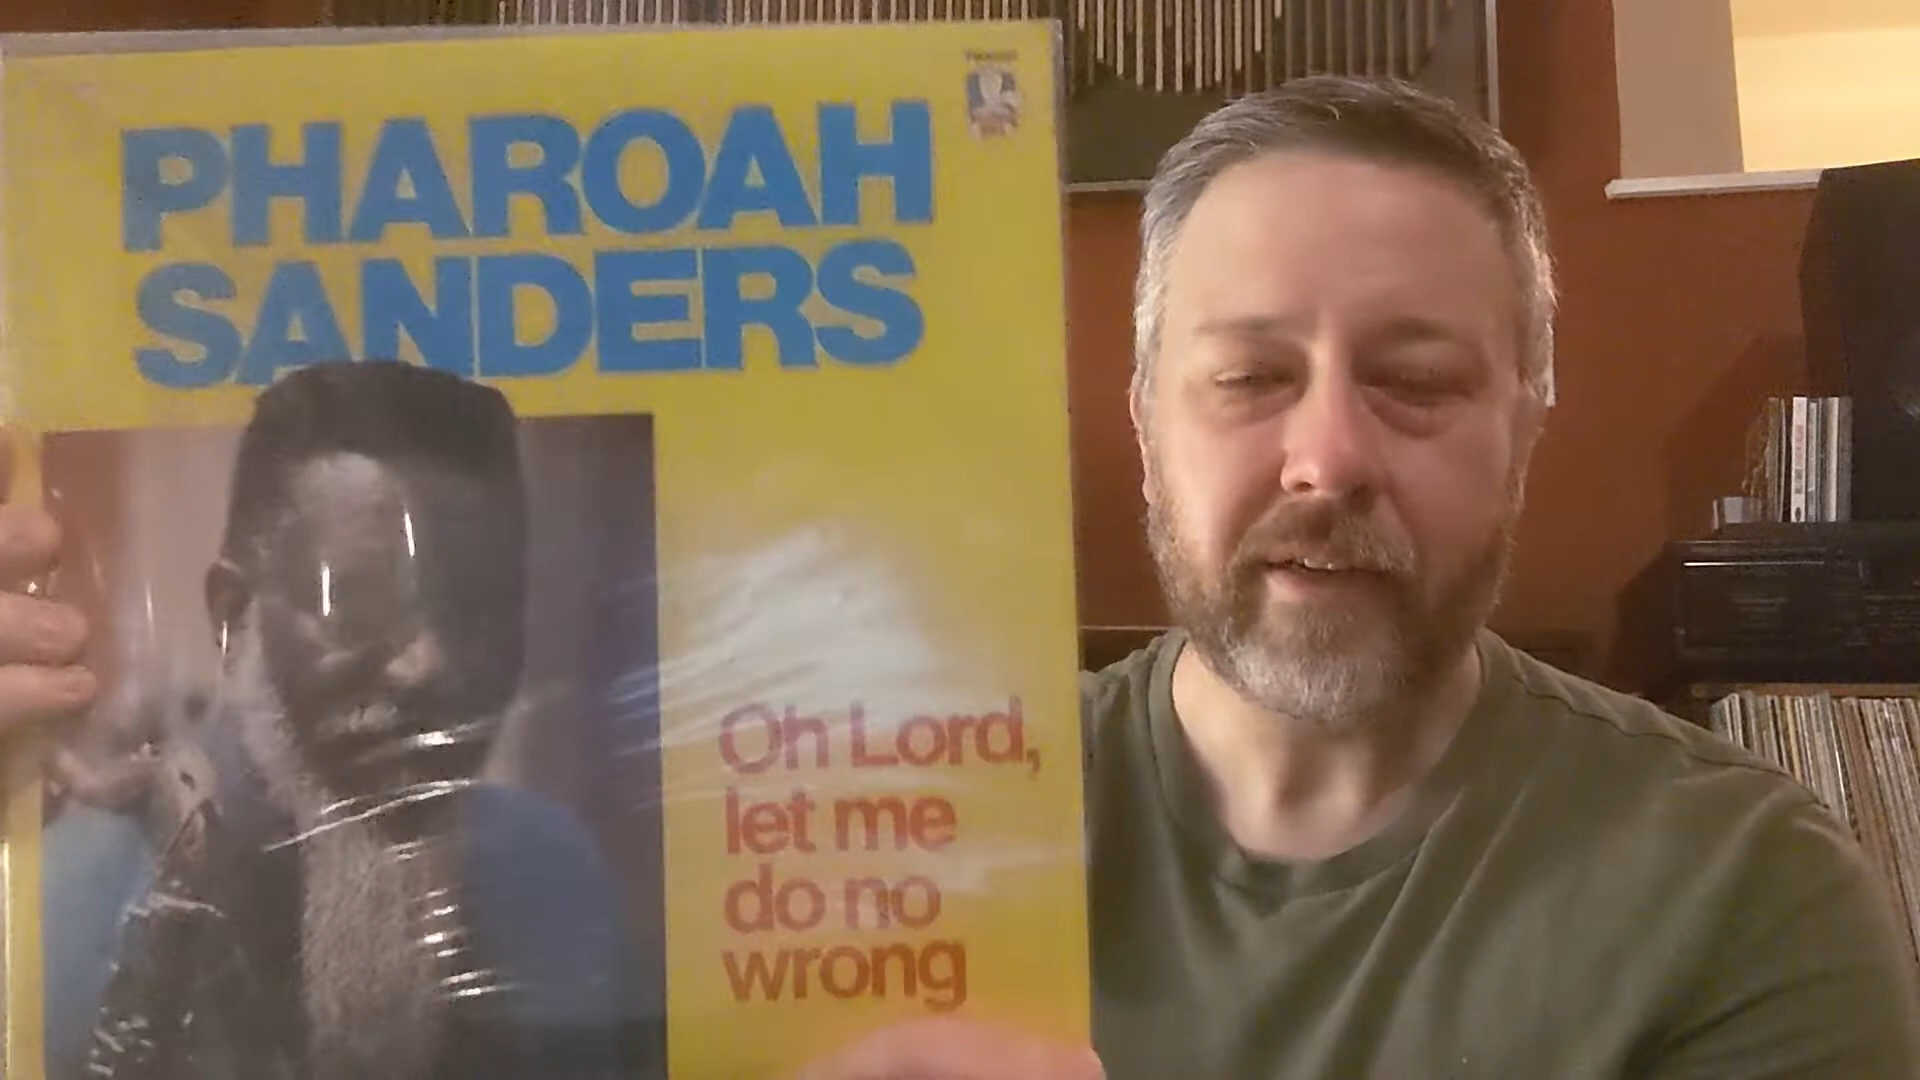 PHAROAH
SANDERS
Oh Lord,
let me
do no
wrong